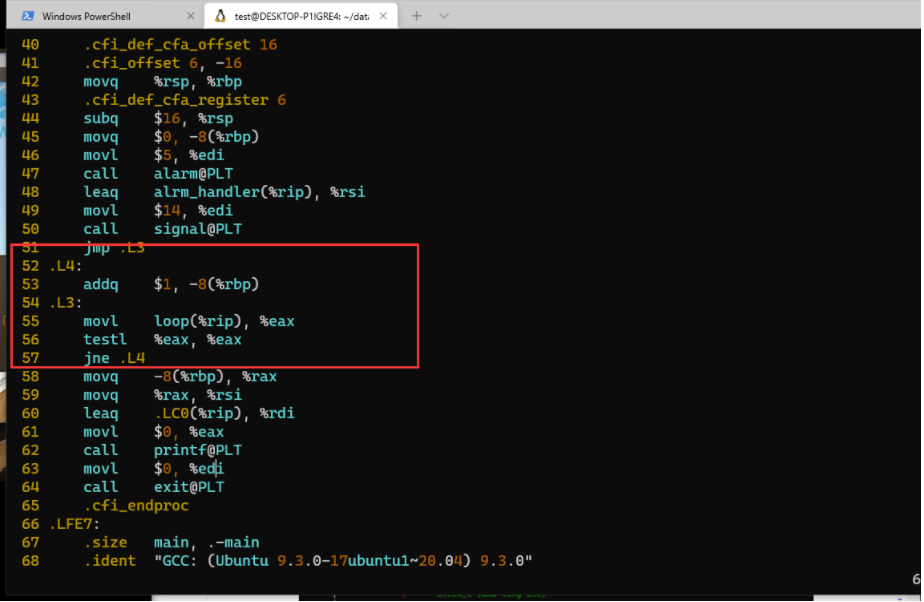 Windows PowerShell × test@DESKTOP-P1IGRE4: ~/dat × +
40 .cfi_def_cfa_offset 16
41 .cfi_offset 6, -16
42 movq %rsp, %rbp
43 .cfi_def_cfa_register 6
44 subq $16, %rsp
45 movq $0, -8(%rbp)
46 movl $5, %edi
47 call alarm@PLT
48 leaq alrm_handler(%rip), %rsi
49 movl $14, %edi
50 call signal@PLT
51 jmp .L3
52 .L4:
53 addq $1, -8(%rbp)
54 .L3:
55 movl loop(%rip), %eax
56 testl %eax, %eax
57 jne .L4
58 movq -8(%rbp), %rax
59 movq %rax, %rsi
60 leaq .LC0(%rip), %rdi
61 movl $0, %eax
62 call printf@PLT
63 movl $0, %edi
64 call exit@PLT
65 .cfi_endproc
66 .LFE7:
67 .size main, .-main
68 .ident "GCC: (Ubuntu 9.3.0-17ubuntu1~20.04) 9.3.0"
6